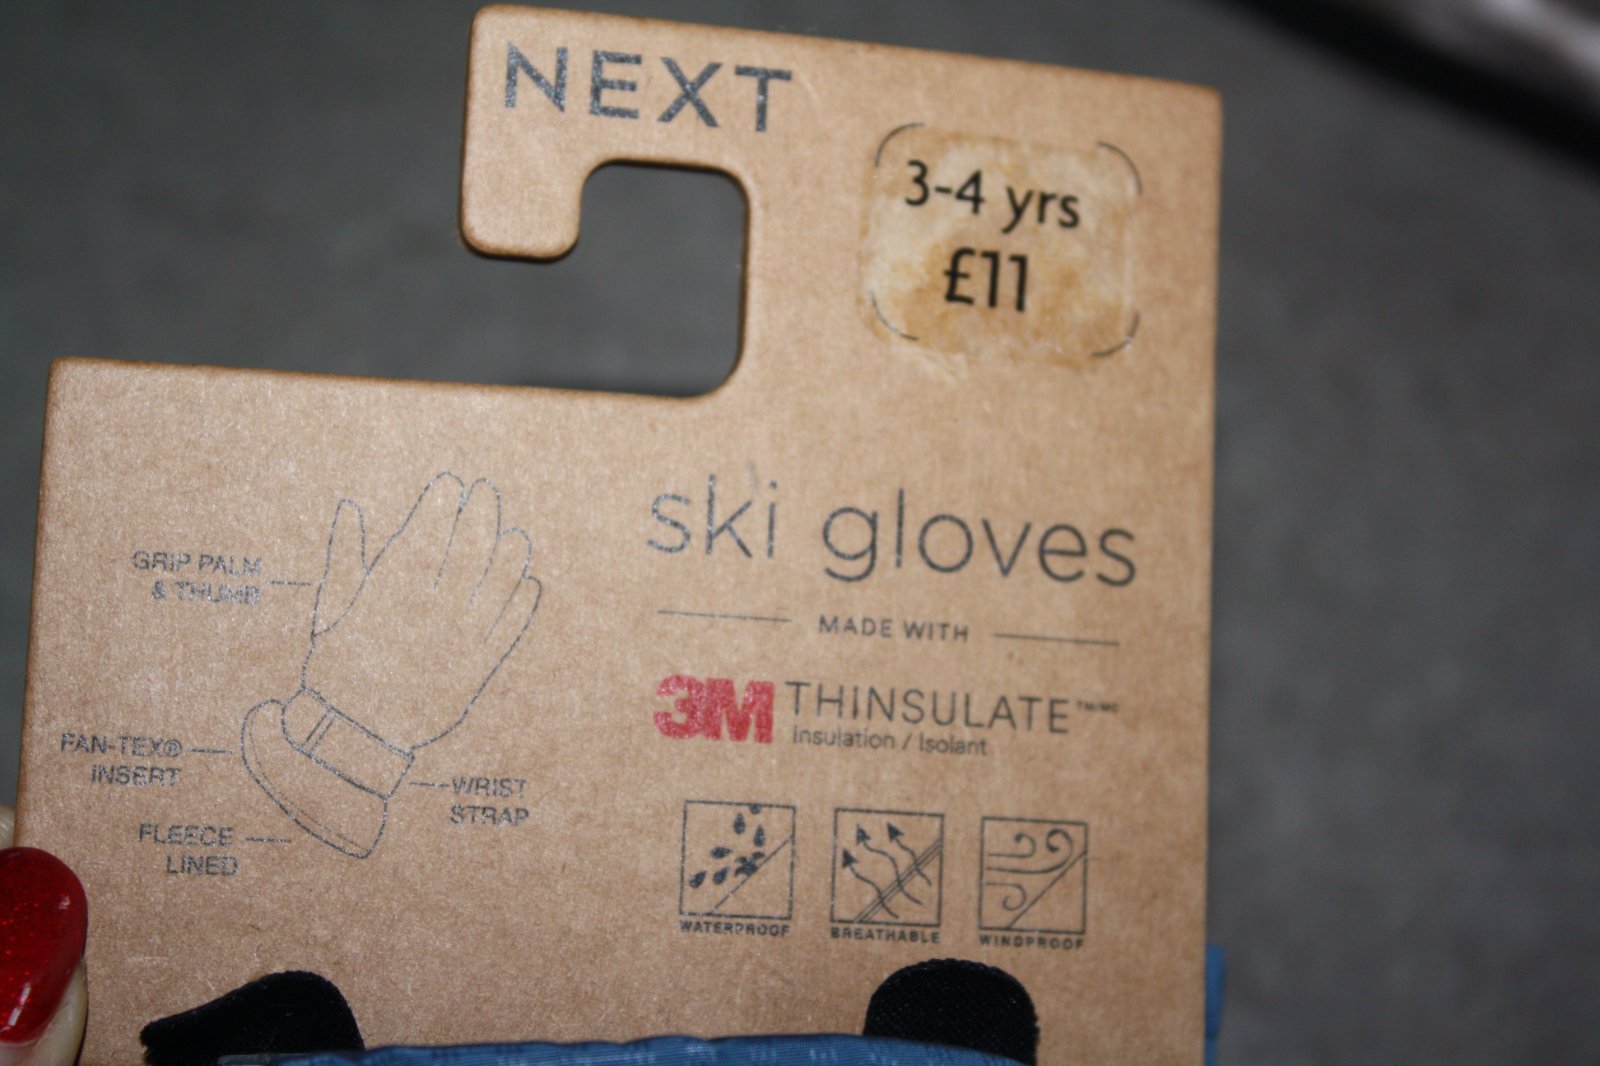 NEXT
3-4 yrs
£11
ski gloves
MADE WITH
3M THINSULATE™/MC
Insulation / Isolant
GRIP PALM
& THUMB
FAN-TEX®
INSERT
WRIST
STRAP
FLEECE
LINED
WATERPROOF
BREATHABLE
WINDPROOF